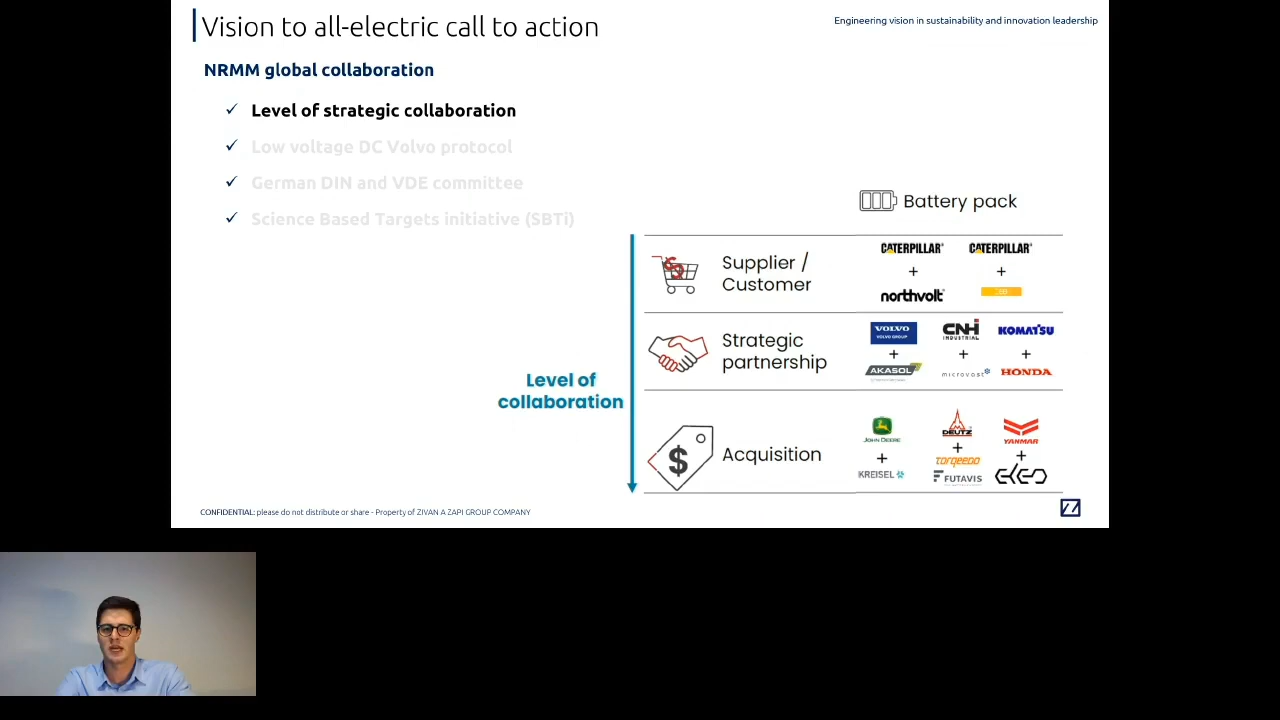 Vision to all-electric call to action
Engineering vision in sustainability and innovation leadership
NRMM global collaboration
✓ Level of strategic collaboration
✓ Low voltage DC Volvo protocol
✓ German DIN and VDE committee
✓ Science Based Targets initiative (SBTi)
Battery pack
Supplier /
Customer
CATERPILLAR CATERPILLAR
+ +
northvolt
Strategic
partnership
VOLVO CNH KOMATSU
VOLVO GROUP INDUSTRIAL
+ + +
AKASOL microvast HONDA
Level of
collaboration
Acquisition
JOHN DEERE DEUTZ YANMAR
+ + +
KREISEL TORQEEDO eleo
FUTAVIS
CONFIDENTIAL: please do not distribute or share - Property of ZIVAN A ZAPI GROUP COMPANY